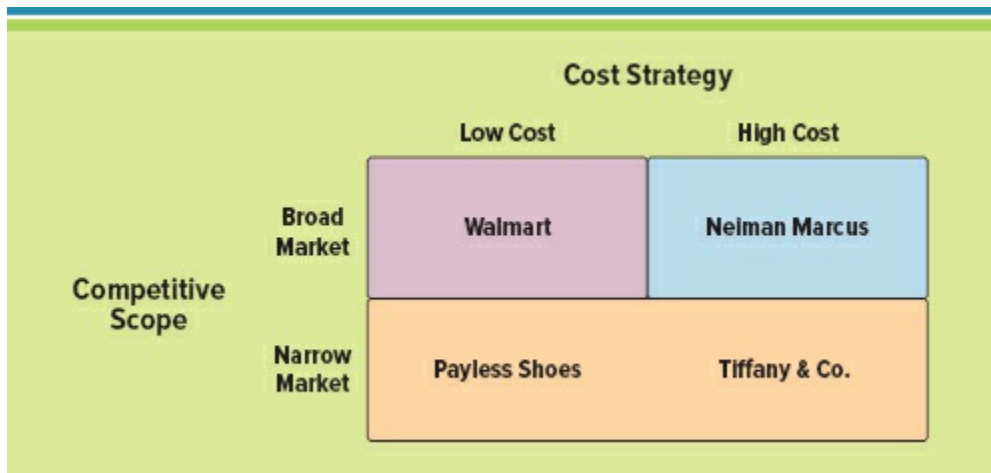 Cost Strategy
Low Cost
High Cost
Broad
Market
Walmart
Neiman Marcus
Competitive
Scope
Narrow
Market
Payless Shoes
Tiffany & Co.